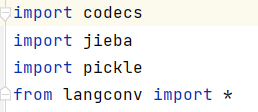 import codecs
import jieba
import pickle
from langconv import *